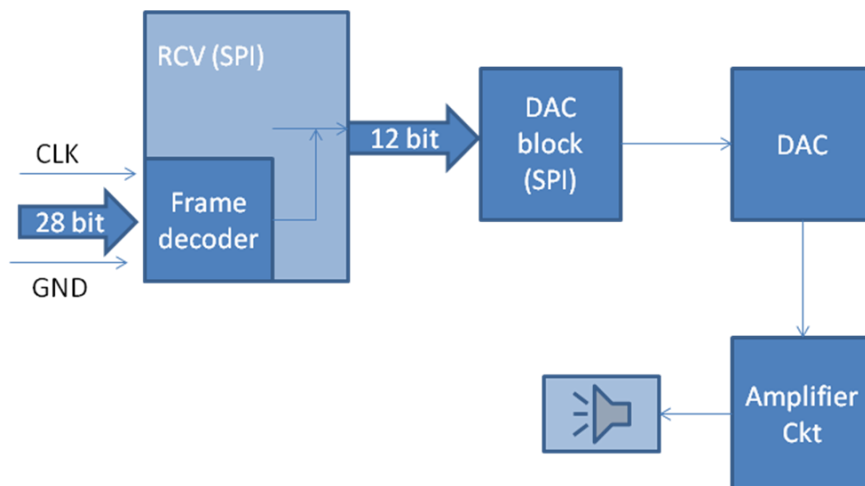 RCV (SPI)
CLK
28 bit
GND
Frame
decoder
12 bit
DAC
block
(SPI)
DAC
Amplifier
Ckt